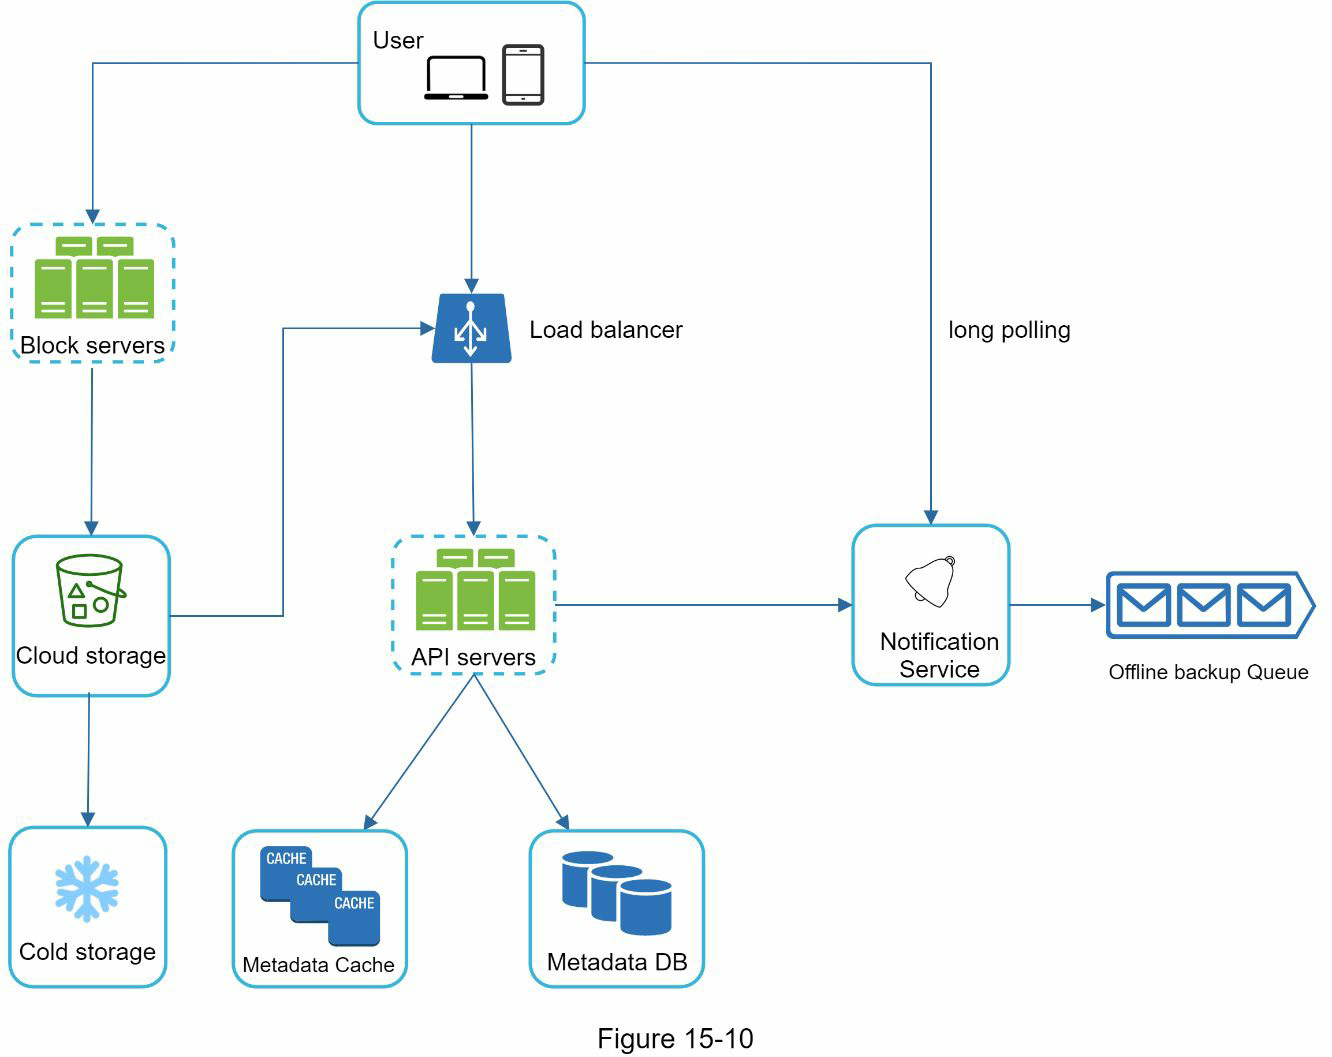 User
Block servers
Load balancer
long polling
Cloud storage
API servers
Notification
Service
Offline backup Queue
Cold storage
CACHE
CACHE
CACHE
Metadata Cache
Metadata DB
Figure 15-10